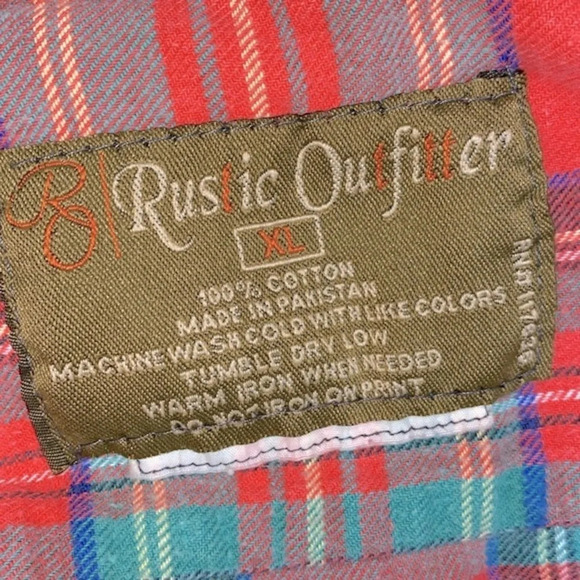 RO Rustic Outfitter
XL
100% COTTON
MADE IN PAKISTAN
MACHINE WASH COLD WITH LIKE COLORS
TUMBLE DRY LOW
WARM IRON WHEN NEEDED
DO NOT IRON ON PRINT